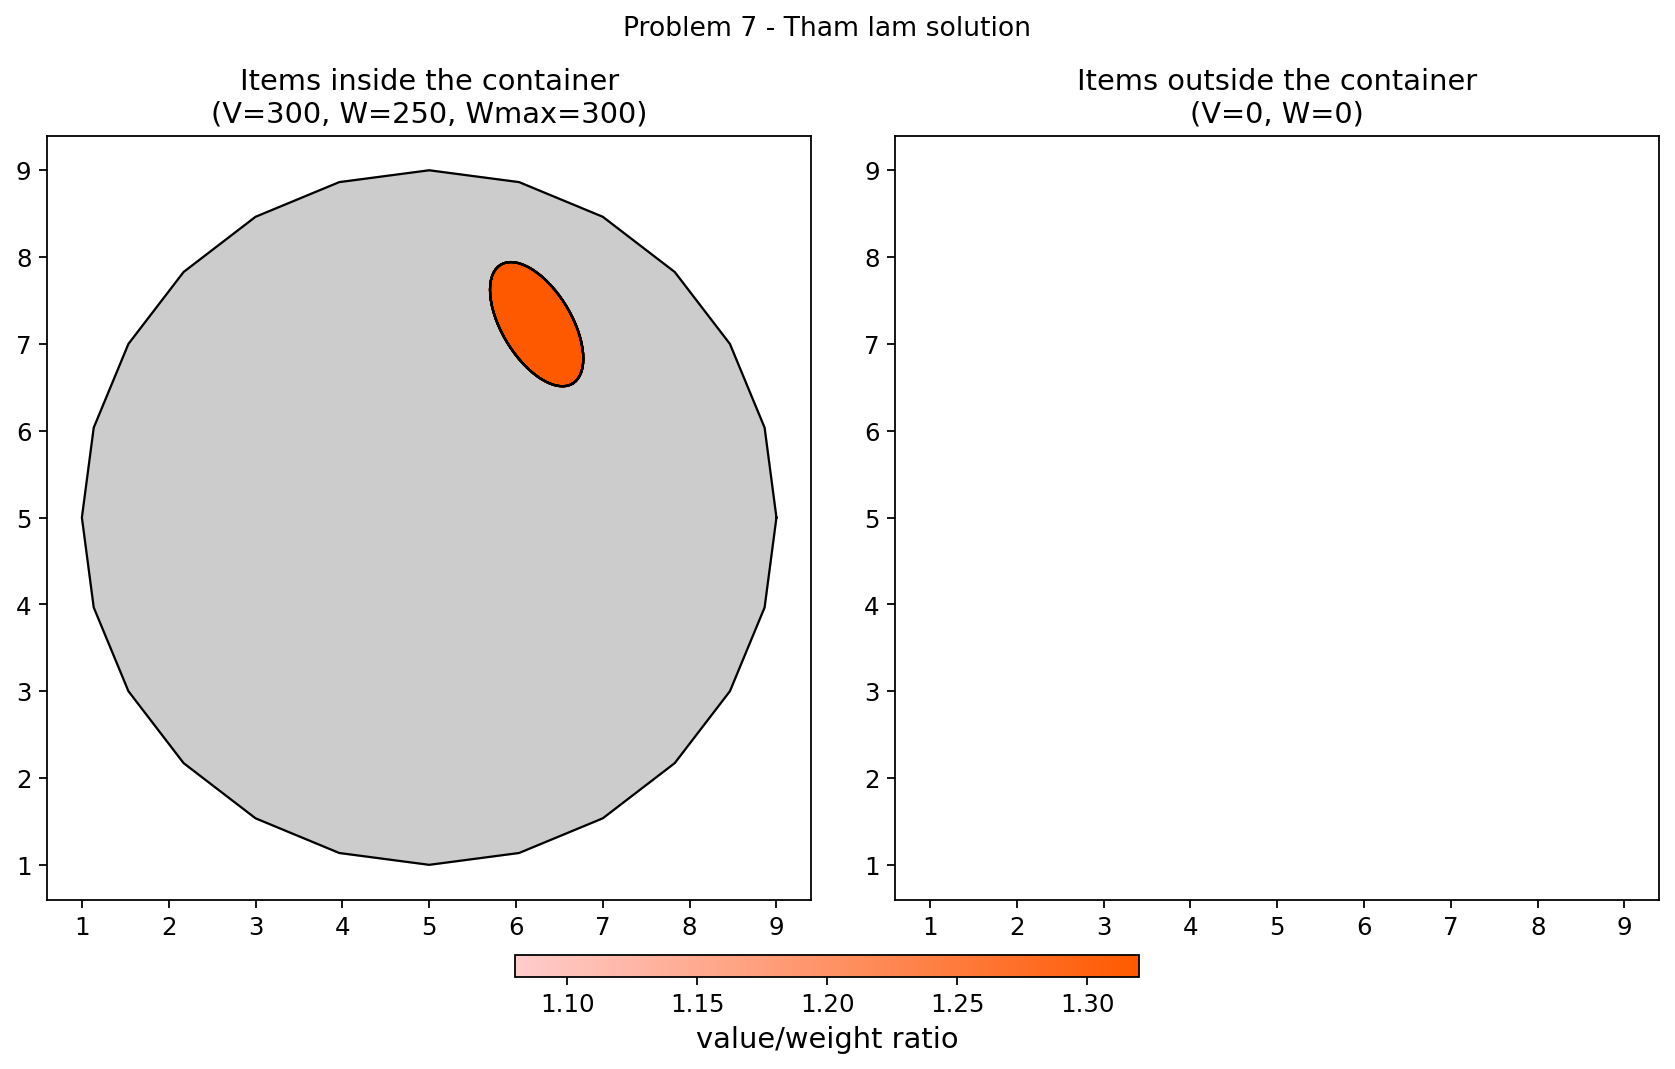 Problem 7 - Tham lam solution
Items inside the container
(V=300, W=250, Wmax=300)
9
8
7
6
5
4
3
2
1
1 2 3 4 5 6 7 8 9
Items outside the container
(V=0, W=0)
9
8
7
6
5
4
3
2
1
1 2 3 4 5 6 7 8 9
1.10 1.15 1.20 1.25 1.30
value/weight ratio